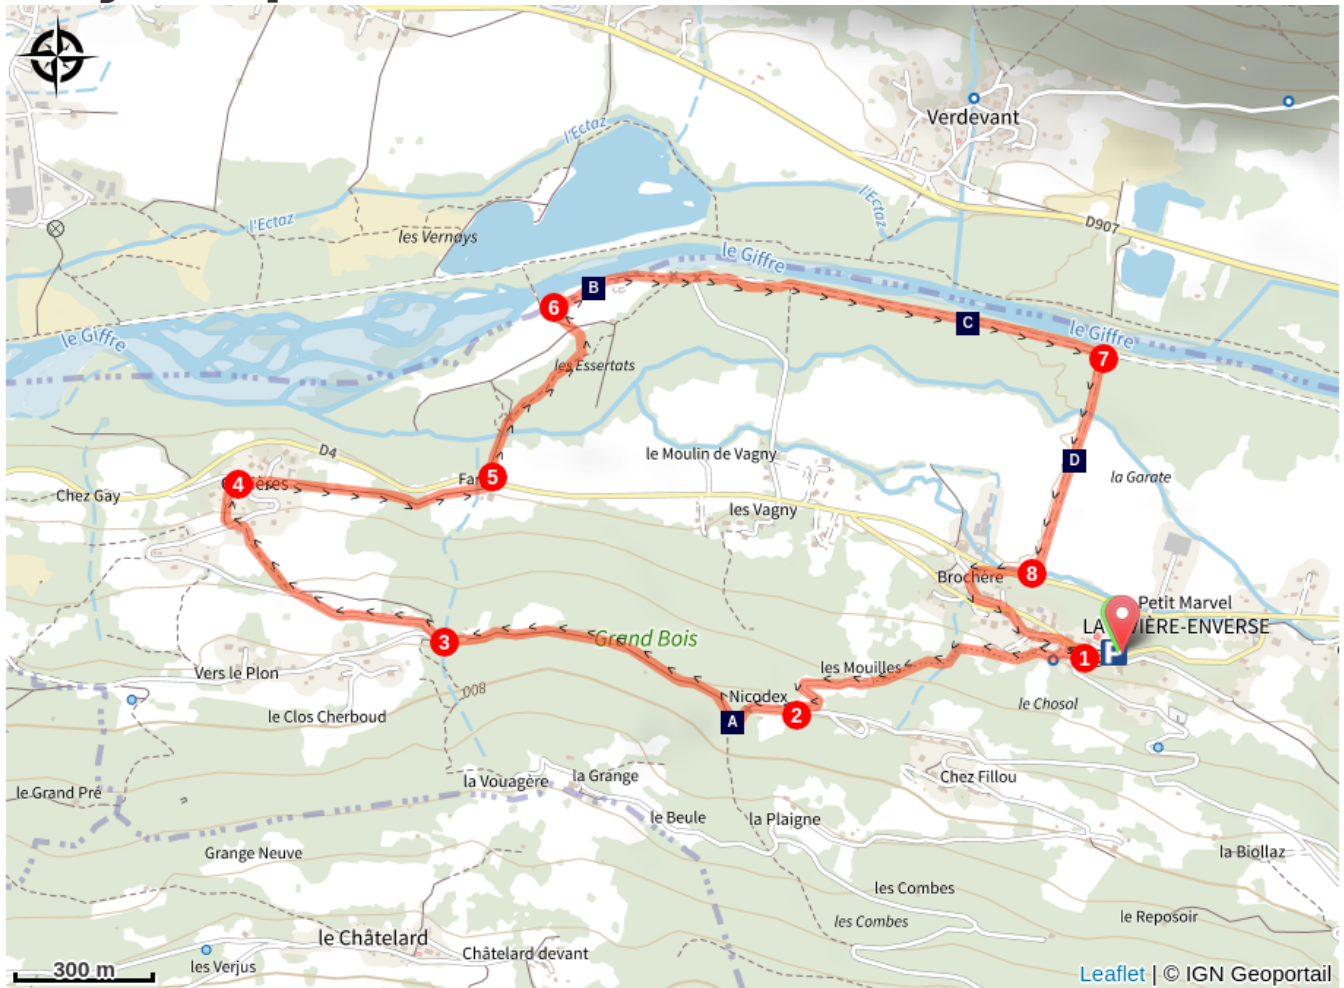 Verdevant
l'Ectaz
l'Ectaz
l'Ectaz
D907
les Vernays
le Giffre
B
6
C
le Giffre
le Giffre
7
les Essertats
D4
le Moulin de Vagny
D
la Garate
5
4
Chez Gay
les Vagny
Brochère
8
Petit Marvel
1
P
Grand Bois
3
les Mouilles
Vers le Plon
Nicodex
2
le Chosal
A
le Clos Cherboud
800
la Vouagère
la Grange
Chez Fillou
le Grand Pré
le Beule
la Plaigne
Grange Neuve
la Biollaz
les Combes
les Combes
le Reposoir
le Châtelard
Châtelard devant
les Verjus
300 m
Leaflet | © IGN Geoportail